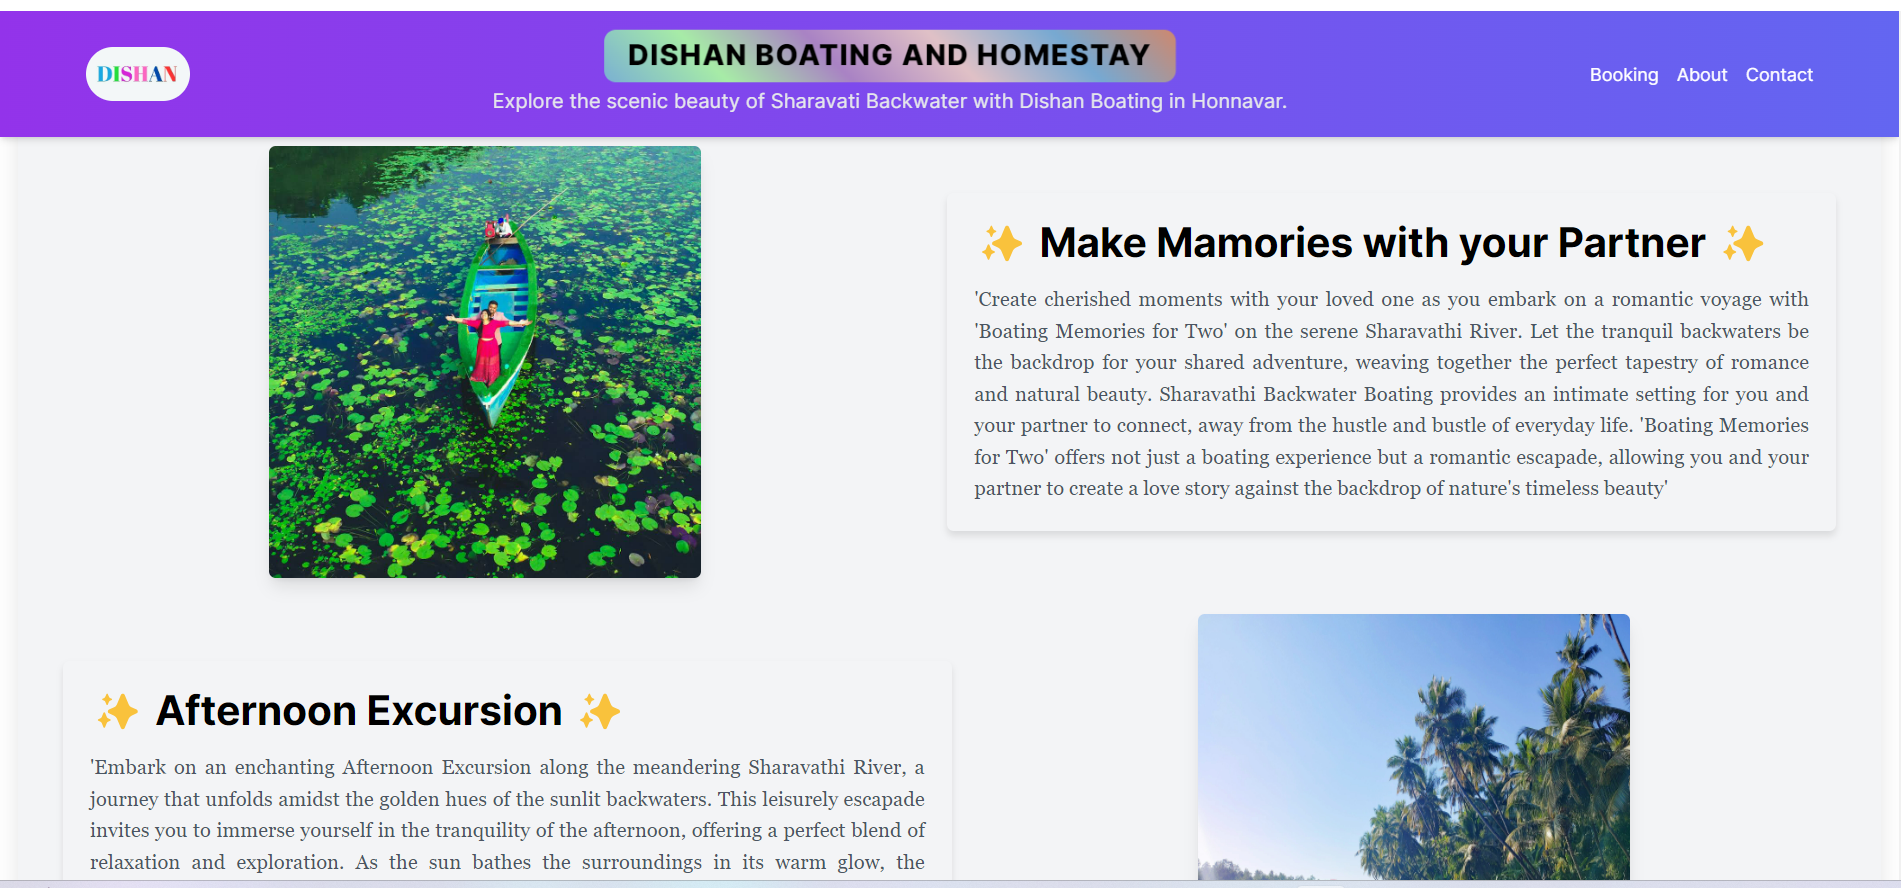 DISHAN
DISHAN BOATING AND HOMESTAY
Explore the scenic beauty of Sharavati Backwater with Dishan Boating in Honnavar.
Booking About Contact
✨ Make Mamories with your Partner ✨
'Create cherished moments with your loved one as you embark on a romantic voyage with
'Boating Memories for Two' on the serene Sharavathi River. Let the tranquil backwaters be
the backdrop for your shared adventure, weaving together the perfect tapestry of romance
and natural beauty. Sharavathi Backwater Boating provides an intimate setting for you and
your partner to connect, away from the hustle and bustle of everyday life. 'Boating Memories
for Two' offers not just a boating experience but a romantic escapade, allowing you and your
partner to create a love story against the backdrop of nature's timeless beauty'
✨ Afternoon Excursion ✨
'Embark on an enchanting Afternoon Excursion along the meandering Sharavathi River, a
journey that unfolds amidst the golden hues of the sunlit backwaters. This leisurely escapade
invites you to immerse yourself in the tranquility of the afternoon, offering a perfect blend of
relaxation and exploration. As the sun bathes the surroundings in its warm glow, the